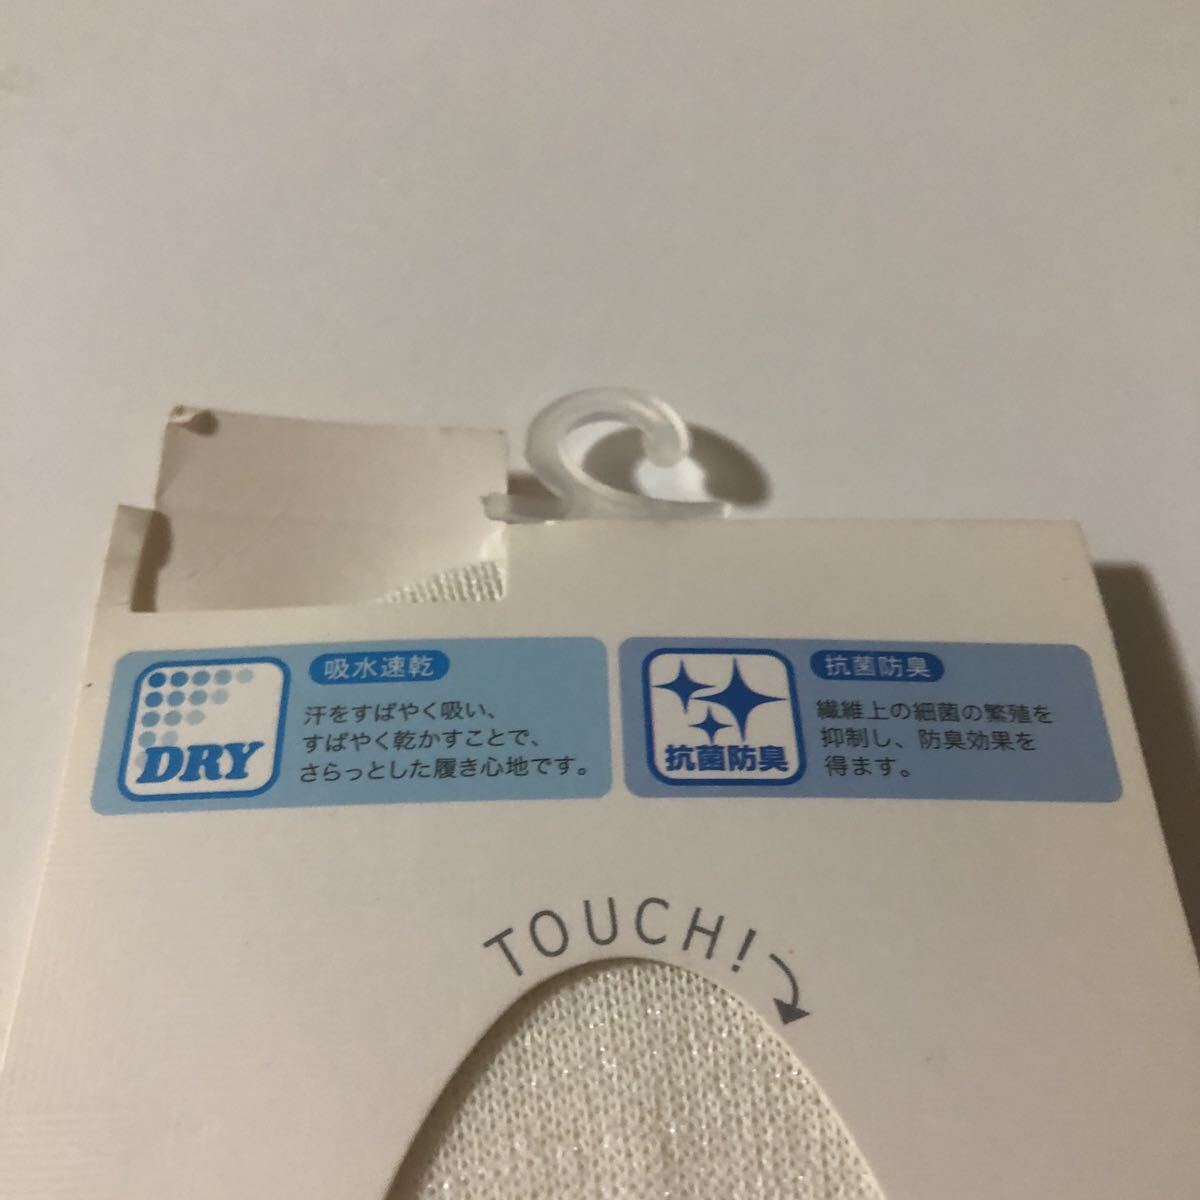 DRY
吸水速乾
汗をすばやく吸い、
すばやく乾かすことで、
さらっとした履き心地です。
抗菌防臭
抗菌防臭
繊維上の細菌の繁殖を
抑制し、防臭効果を
得ます。
TOUCH!